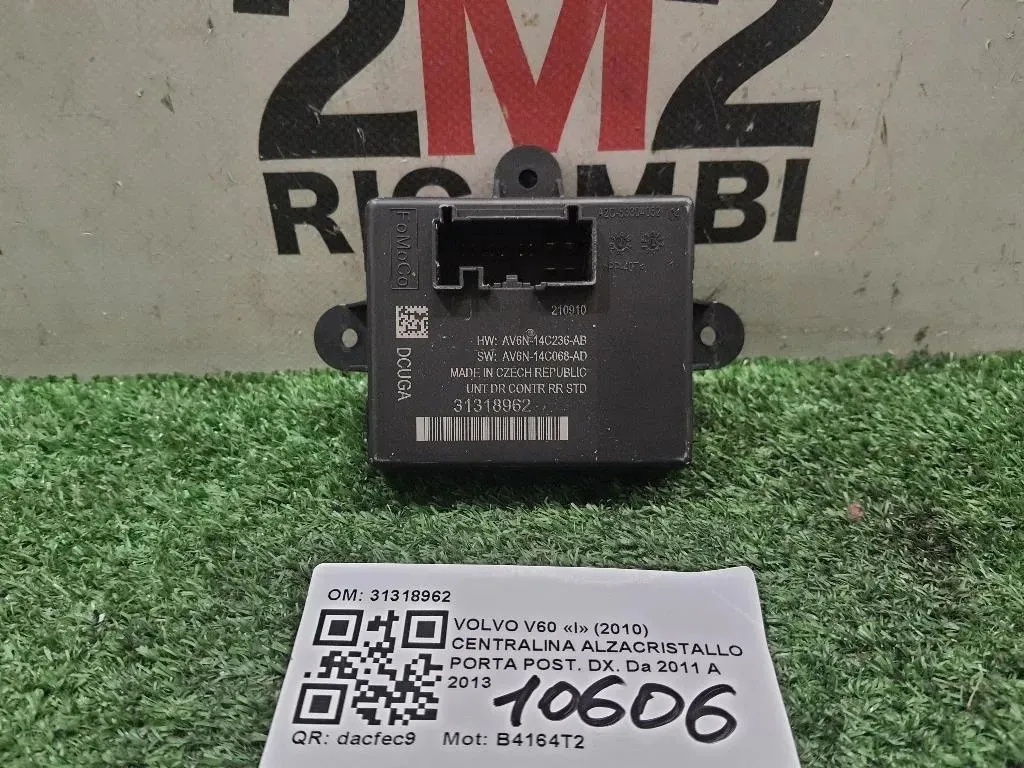 2M2
RICAMBI
FoMoCo
210910
HW: AV6N-14C236-AB
SW: AV6N-14C068-AD
MADE IN CZECH REPUBLIC
UNT DR CONTR RR STD
31318962
DCUGA
OM: 31318962
VOLVO V60 «I» (2010)
CENTRALINA ALZACRISTALLO
PORTA POST. DX. Da 2011 A
2013
10606
QR: dacfec9 Mot: B4164T2